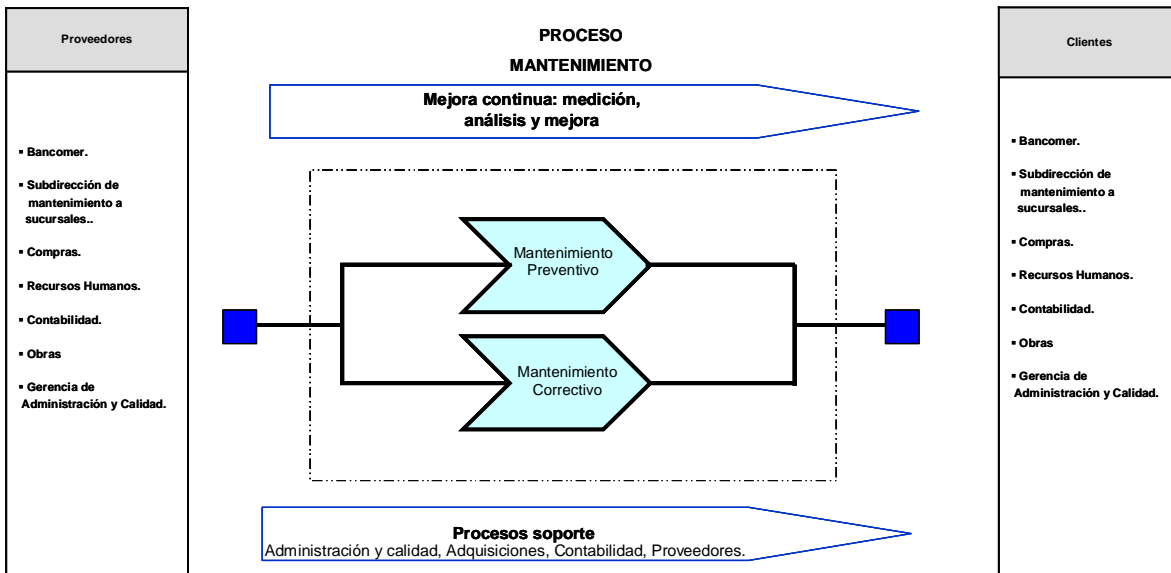 Proveedores
▪ Bancomer.
▪ Subdirección de
mantenimiento a
sucursales..
▪ Compras.
▪ Recursos Humanos.
▪ Contabilidad.
▪ Obras
▪ Gerencia de
Administración y Calidad.
PROCESO
MANTENIMIENTO
Mejora continua: medición,
análisis y mejora
Mantenimiento
Preventivo
Mantenimiento
Correctivo
Procesos soporte
Administración y calidad, Adquisiciones, Contabilidad, Proveedores.
Clientes
▪ Bancomer.
▪ Subdirección de
mantenimiento a
sucursales..
▪ Compras.
▪ Recursos Humanos.
▪ Contabilidad.
▪ Obras
▪ Gerencia de
Administración y Calidad.